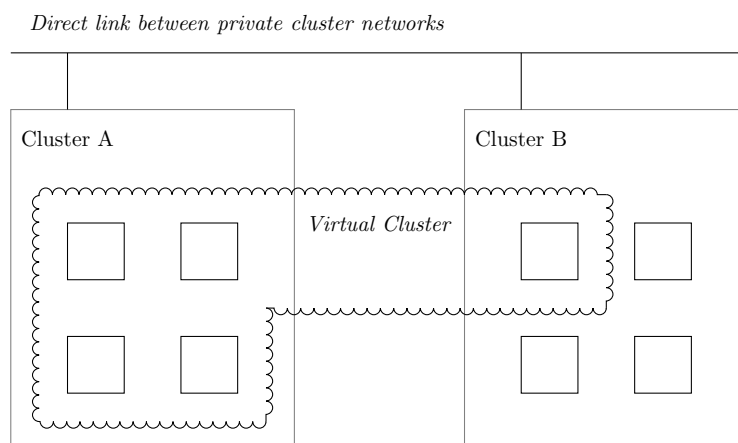 Direct link between private cluster networks
Cluster A
Cluster B
Virtual Cluster